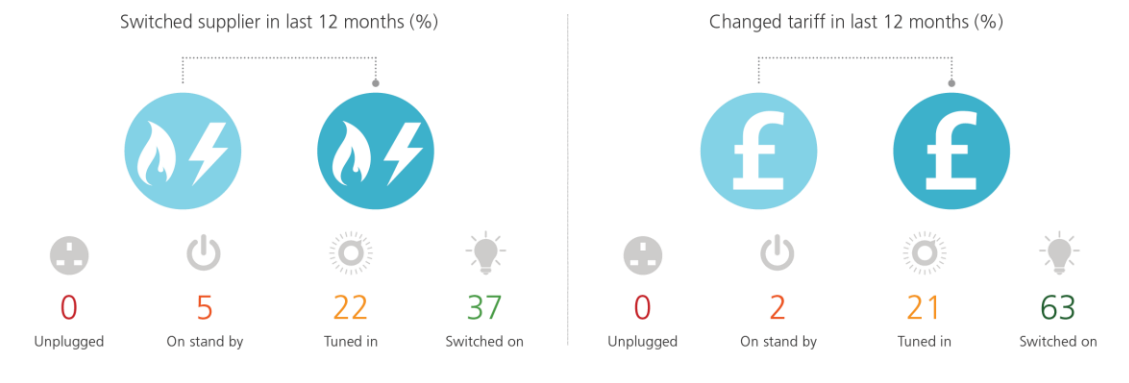 Switched supplier in last 12 months (%)
0
5
22
37
Unplugged
On stand by
Tuned in
Switched on
Changed tariff in last 12 months (%)
£
£
0
2
21
63
Unplugged
On stand by
Tuned in
Switched on